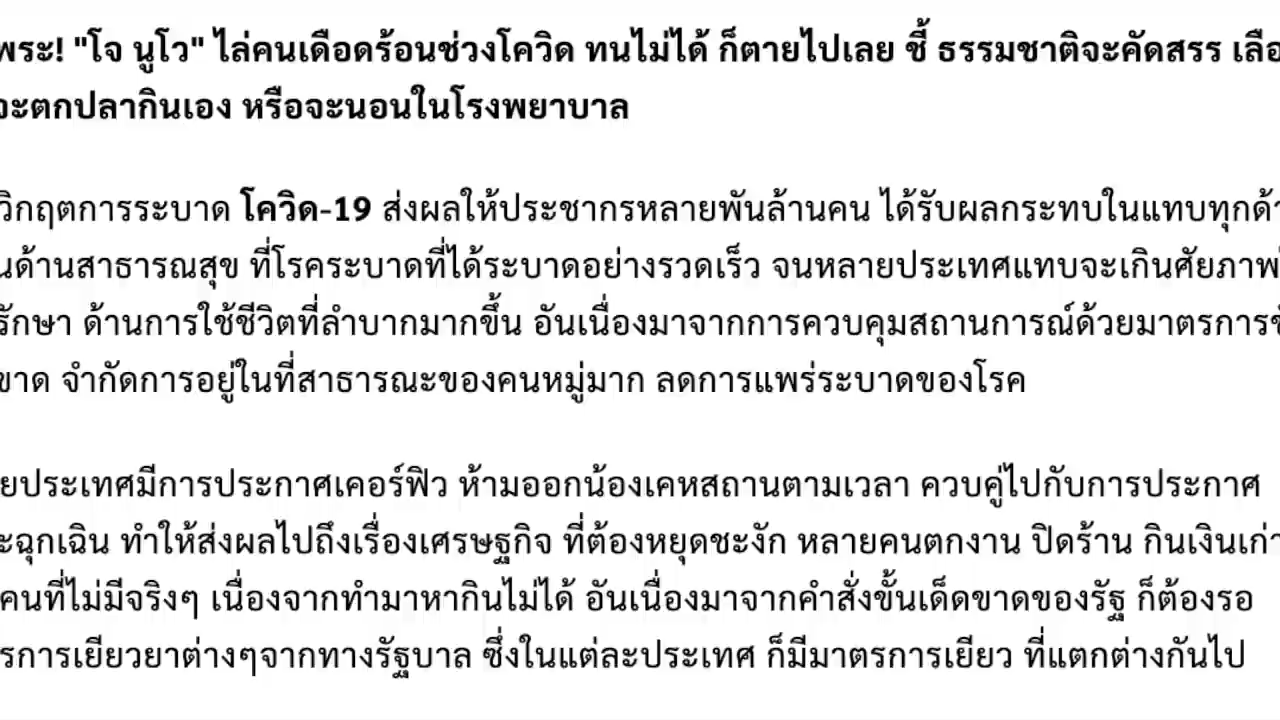 พระ! "โจ นูโว" ไล่คนเดือดร้อนช่วงโควิด ทนไม่ได้ ก็ตายไปเลย ชี้ ธรรมชาติจะคัดสรร
จะตกปลากินเอง หรือจะนอนในโรงพยาบาล
วิกฤตการระบาด โควิด-19 ส่งผลให้ประชากรหลายพันล้านคน ได้รับผลกระทบในแทบทุก
ด้านสาธารณสุข ที่โรคระบาดที่ได้ระบาดอย่างรวดเร็ว จนหลายประเทศแทบจะเกินศัยภาพ
รักษา ด้านการใช้ชีวิตที่ลำบากมากขึ้น อันเนื่องมาจากการควบคุมสถานการณ์ด้วยมาตรการ
ขาด จำกัดการอยู่ในที่สาธารณะของคนหมู่มาก ลดการแพร่ระบาดของโรค
ยประเทศมีการประกาศเคอร์ฟิว ห้ามออกน้องเคหสถานตามเวลา ควบคู่ไปกับการประกาศ
ะฉุกเฉิน ทำให้ส่งผลไปถึงเรื่องเศรษฐกิจ ที่ต้องหยุดชะงัก หลายคนตกงาน ปิดร้าน กินเงินเก่า
คนที่ไม่มีจริงๆ เนื่องจากทำมาหากินไม่ได้ อันเนื่องมาจากคำสั่งขั้นเด็ดขาดของรัฐ ก็ต้องรอ
รการเยียวยาต่างๆจากทางรัฐบาล ซึ่งในแต่ละประเทศ ก็มีมาตรการเยียว ที่แตกต่างกันไป